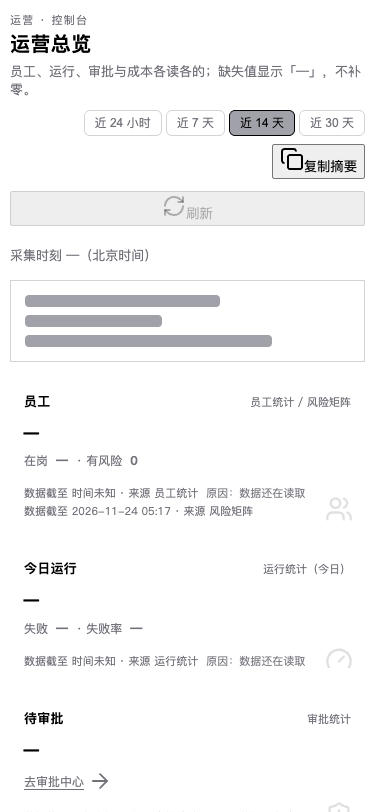 运营 · 控制台
运营总览
员工、运行、审批与成本各读各的；缺失值显示「—」，不补
零。
近 24 小时 近 7 天 近 14 天 近 30 天
复制摘要
刷新
采集时刻 —（北京时间）
员工 员工统计 / 风险矩阵
—
在岗 — · 有风险 0
数据截至 时间未知 · 来源 员工统计 原因：数据还在读取
数据截至 2026-11-24 05:17 · 来源 风险矩阵
今日运行 运行统计（今日）
—
失败 — · 失败率 —
数据截至 时间未知 · 来源 运行统计 原因：数据还在读取
待审批 审批统计
—
去审批中心